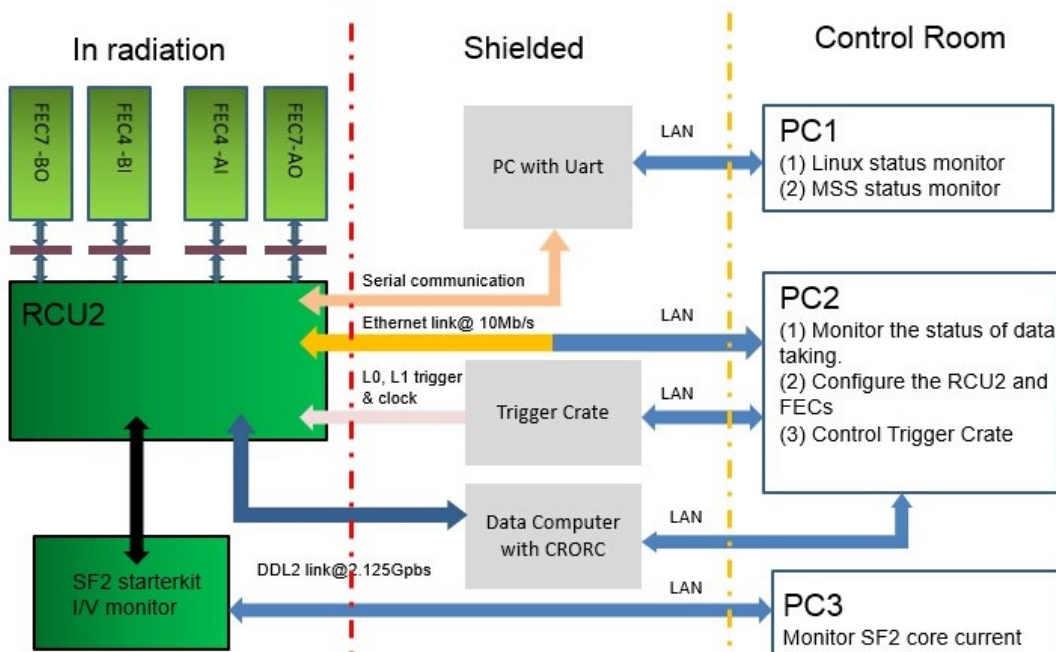 In radiation
Shielded
Control Room
FEC7-BO
FEC4-BI
FEC4-AI
FEC7-AO
PC with Uart
LAN
PC1
(1) Linux status monitor
(2) MSS status monitor
RCU2
Serial communication
Ethernet link@ 10Mb/s
LAN
PC2
(1) Monitor the status of data
taking.
(2) Configure the RCU2 and
FECs
(3) Control Trigger Crate
L0, L1 trigger
& clock
Trigger Crate
LAN
Data Computer
with CRORC
LAN
SF2 starterkit
I/V monitor
DDL2 link@2.125Gpbs
LAN
PC3
Monitor SF2 core current